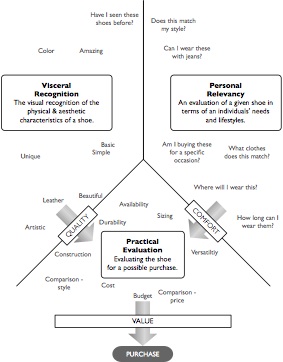 Have I seen these
shoes before?
Does this match
my style?
Color
Amazing
Can I wear these
with jeans?
Visceral
Recognition
The visual recognition of the
physical & aesthetic
characteristics of a shoe.
Personal
Relevancy
An evaluation of a given shoe in
terms of an individuals' needs
and lifestyles.
Unique
Basic
Simple
Am I buying these
for a specific
occasion?
What clothes
does this match?
Where will I wear this?
Leather
Beautiful
Availability
Artistic
QUALITY
Durability
Sizing
COMFORT
How long can I
wear them?
Construction
Practical
Evaluation
Evaluating the shoe
for a possible purchase.
Versatiltiy
Comparison -
style
Cost
Budget
Comparison -
price
VALUE
PURCHASE